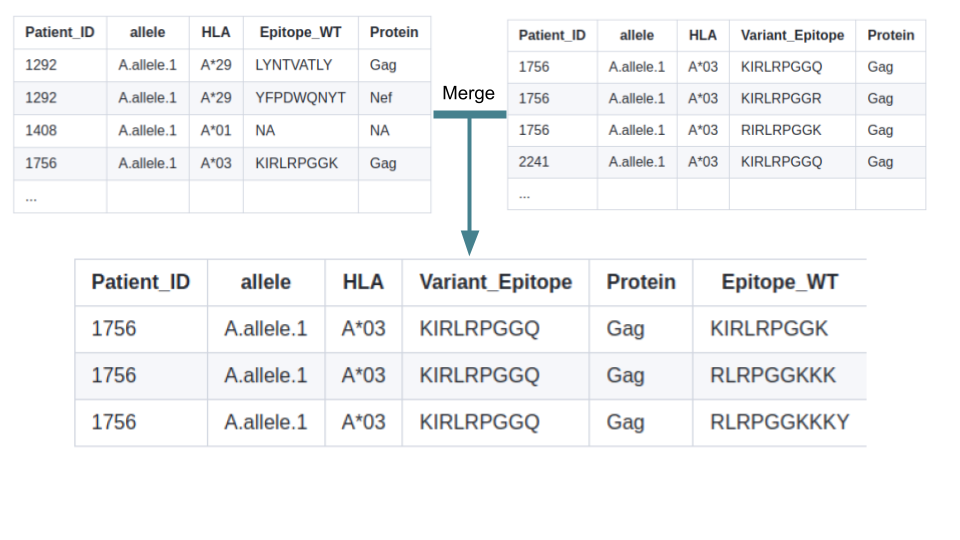 Patient_ID allele HLA Epitope_WT Protein
1292 A.allele.1 A*29 LYNTVATLY Gag
1292 A.allele.1 A*29 YFPDWQNYT Nef
1408 A.allele.1 A*01 NA NA
1756 A.allele.1 A*03 KIRLRPGGK Gag
...
Merge
Patient_ID allele HLA Variant_Epitope Protein
1756 A.allele.1 A*03 KIRLRPGGQ Gag
1756 A.allele.1 A*03 KIRLRPGGR Gag
1756 A.allele.1 A*03 RIRLRPGGK Gag
2241 A.allele.1 A*03 KIRLRPGGQ Gag
...
Patient_ID allele HLA Variant_Epitope Protein Epitope_WT
1756 A.allele.1 A*03 KIRLRPGGQ Gag KIRLRPGGK
1756 A.allele.1 A*03 KIRLRPGGQ Gag RLRPGGKKK
1756 A.allele.1 A*03 KIRLRPGGQ Gag RLRPGGKKKY